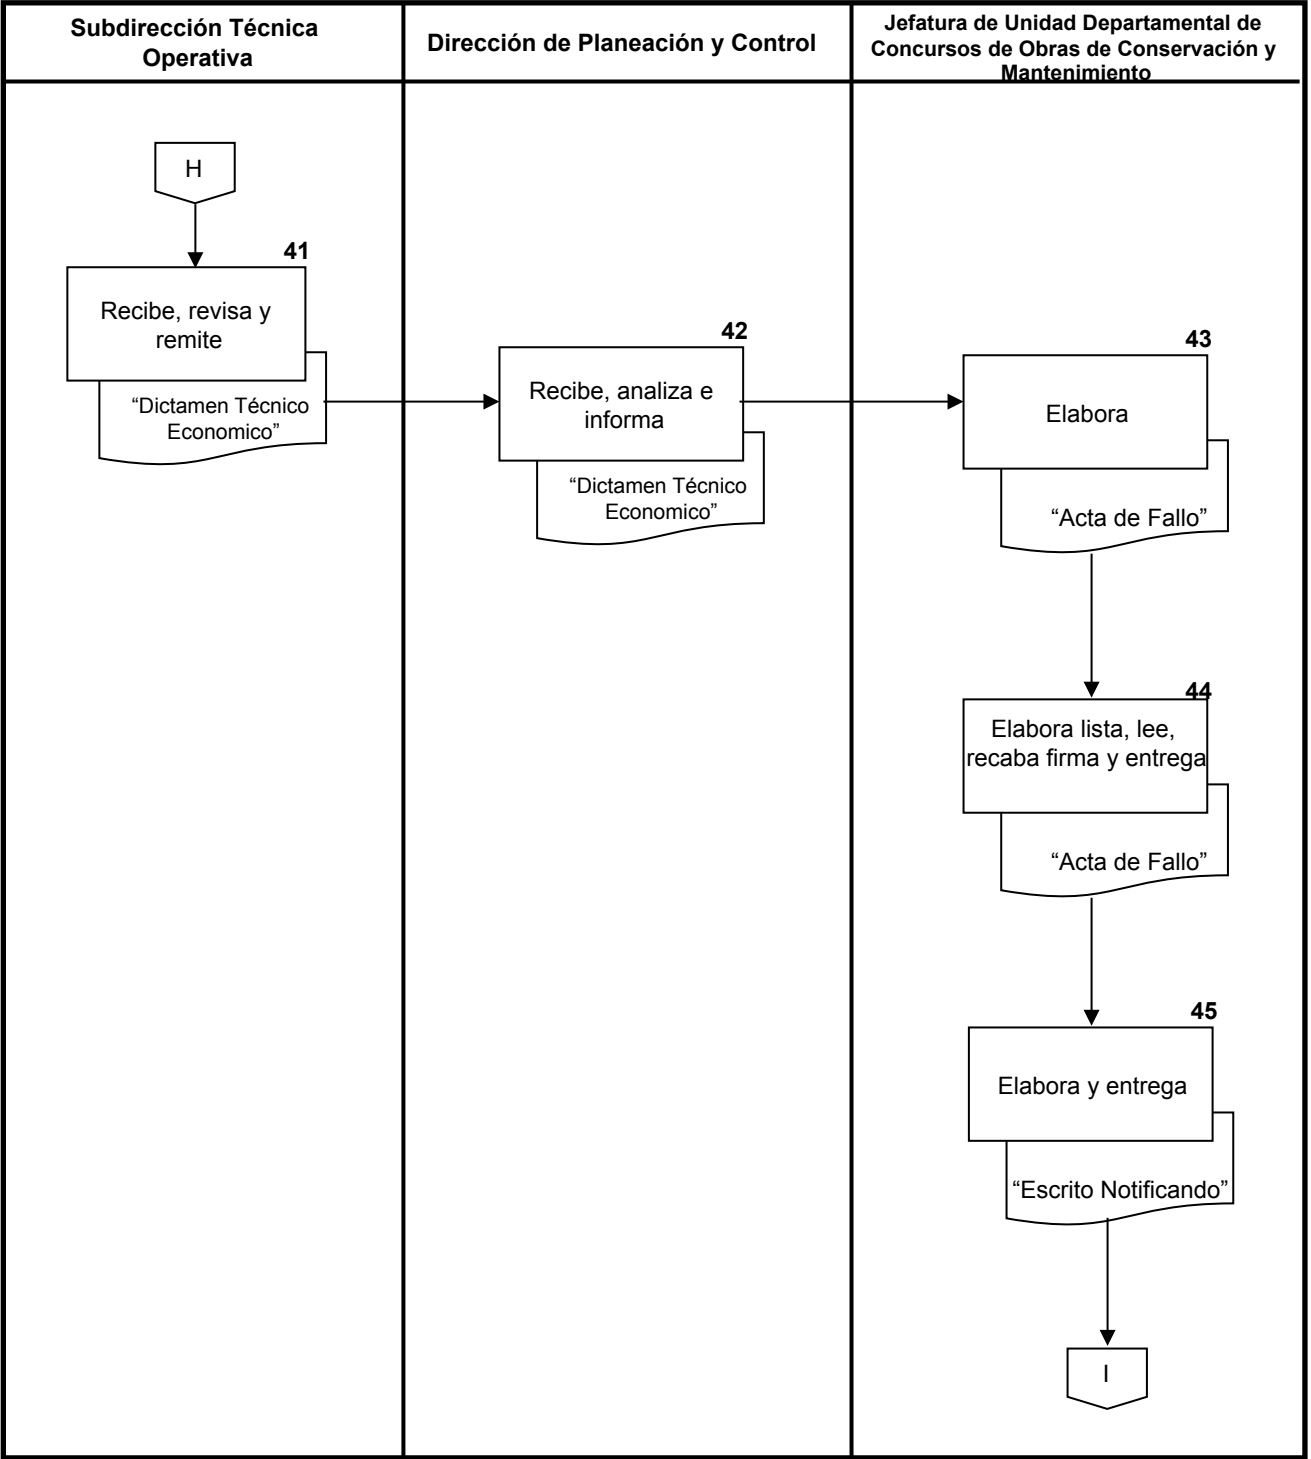 Subdirección Técnica
Operativa
Dirección de Planeación y Control
Jefatura de Unidad Departamental de
Concursos de Obras de Conservación y
Mantenimiento
H
41
Recibe, revisa y
remite
“Dictamen Técnico
Economico”
42
Recibe, analiza e
informa
“Dictamen Técnico
Economico”
43
Elabora
“Acta de Fallo”
44
Elabora lista, lee,
recaba firma y entrega
“Acta de Fallo”
45
Elabora y entrega
“Escrito Notificando”
I